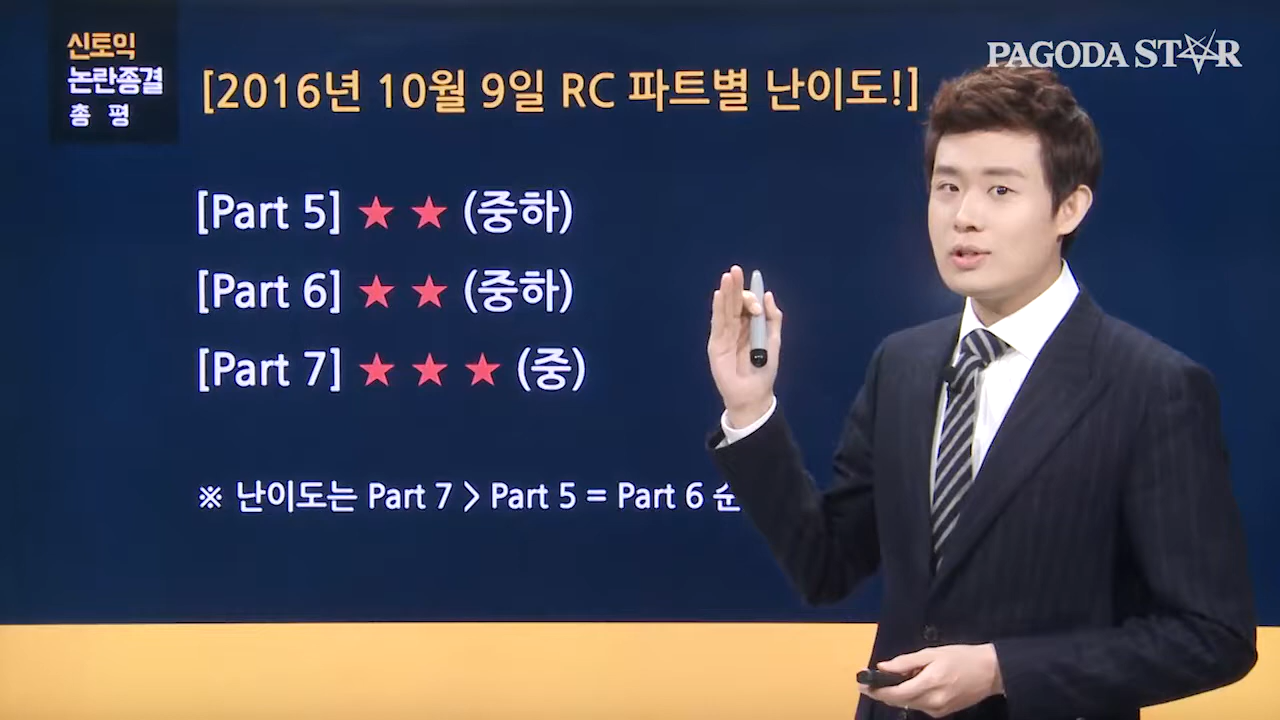 신토익
논란종결
총 평
[2016년 10월 9일 RC 파트별 난이도!]
PAGODA STAR
[Part 5] ★ ★ (중하)
[Part 6] ★ ★ (중하)
[Part 7] ★ ★ ★ (중)
※ 난이도는 Part 7 > Part 5 = Part 6